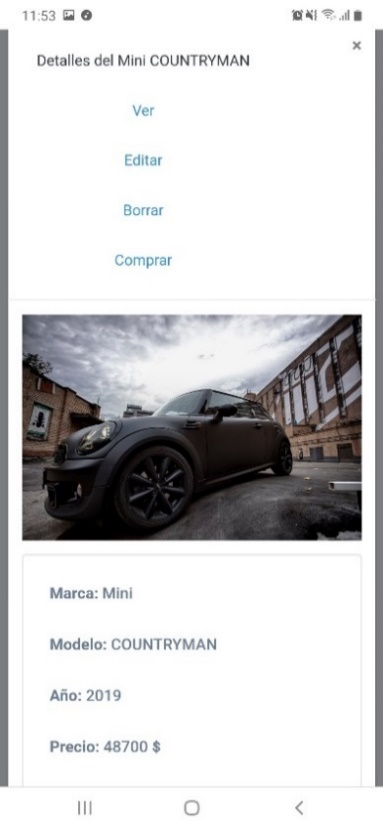 11:53
×
Detalles del Mini COUNTRYMAN
Ver
Editar
Borrar
Comprar
Marca: Mini
Modelo: COUNTRYMAN
Año: 2019
Precio: 48700 $